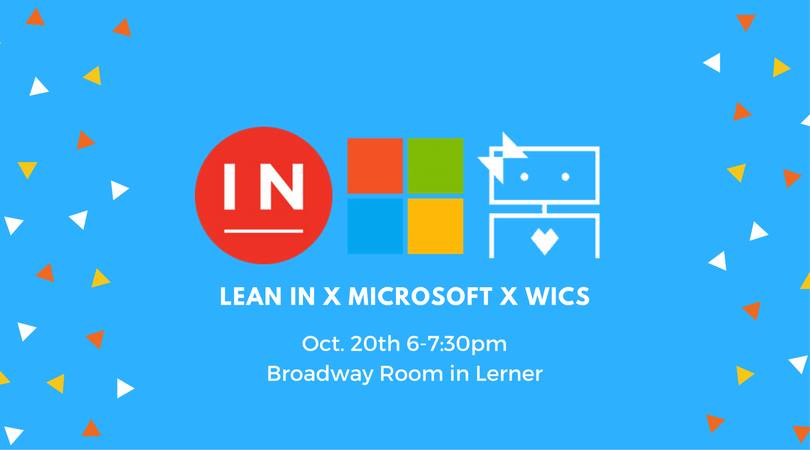 IN
LEAN IN X MICROSOFT X WICS
Oct. 20th 6-7:30pm
Broadway Room in Lerner